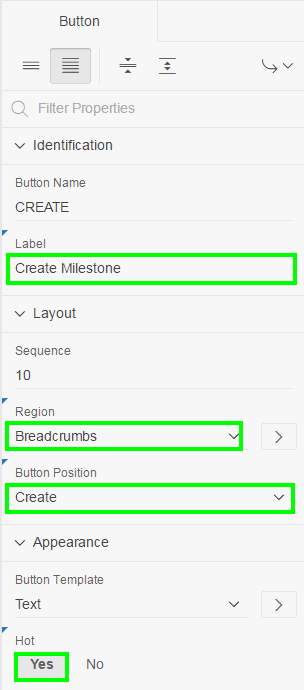 Button
Filter Properties
Identification
Button Name
CREATE
Label
Create Milestone
Layout
Sequence
10
Region
Breadcrumbs
Button Position
Create
Appearance
Button Template
Text
Hot
Yes No